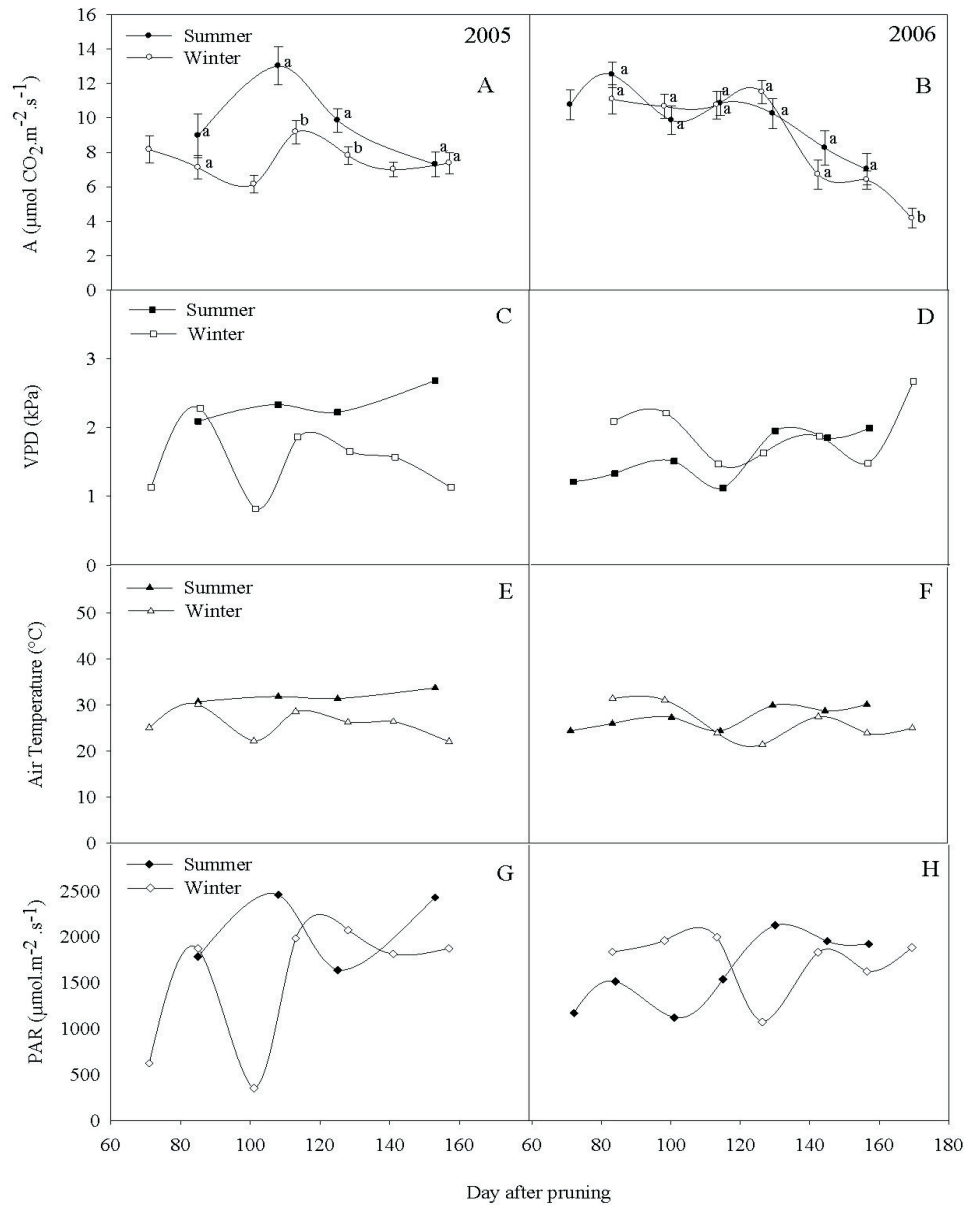 16
14
12
10
8
6
4
2
0
A (µmol CO2.m-2.s-1)
Summer
Winter
2005
A
a
a
a
a
b
b
a
a
2006
B
a
a
a
a
a
a
a
a
a
a
b
3
2
1
0
VPD (kPa)
Summer
Winter
C
D
50
40
30
20
10
0
Air Temperature (°C)
Summer
Winter
E
F
2500
2000
1500
1000
500
0
PAR (µmol.m-2.s-1)
Summer
Winter
G
H
60 80 100 120 140 160 60 80 100 120 140 160 180
Day after pruning